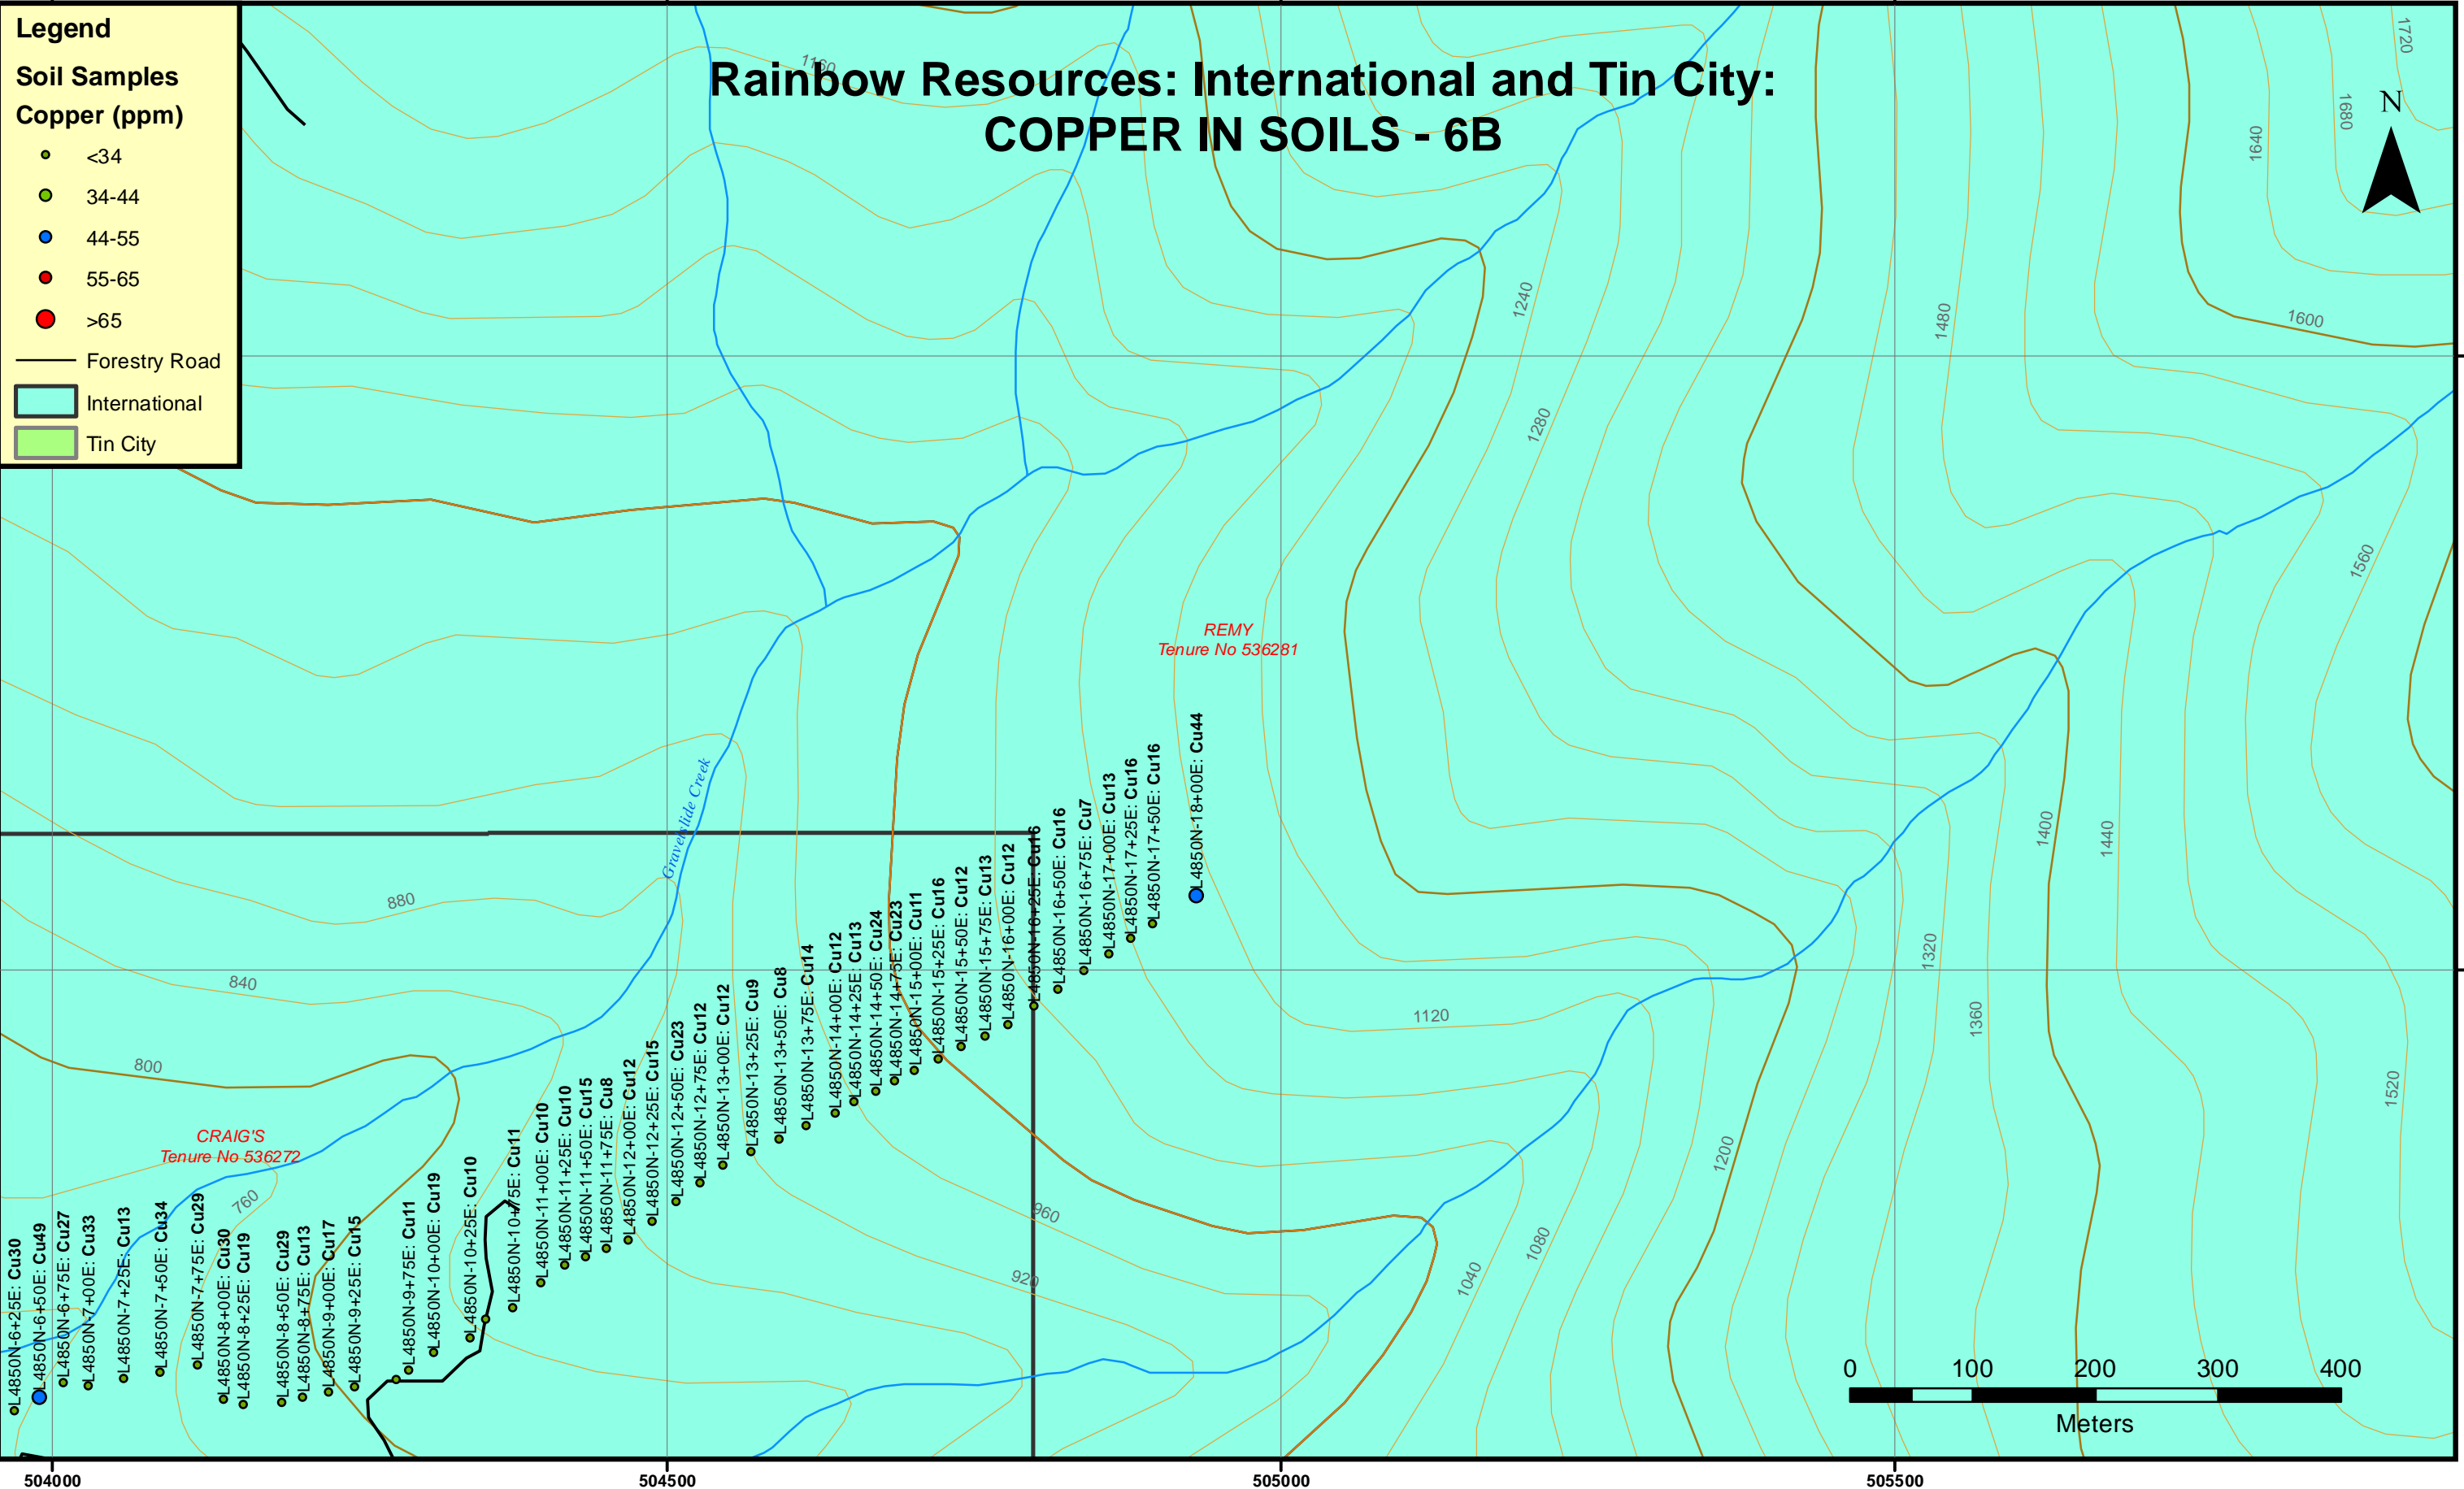 Legend
Soil Samples
Copper (ppm)
<34
34-44
44-55
55-65
>65
Forestry Road
International
Tin City
Rainbow Resources: International and Tin City:
COPPER IN SOILS - 6B
N
1160
1720
1680
1640
1600
1240
1480
1280
1560
REMY
Tenure No 536281
Graveslide Creek
880
840
800
1400
1440
1320
1360
1120
1520
1200
1080
1040
960
920
760
CRAIG'S
Tenure No 536272
L4850N-6+25E: Cu30
L4850N-6+50E: Cu49
L4850N-6+75E: Cu27
L4850N-7+00E: Cu33
L4850N-7+25E: Cu13
L4850N-7+50E: Cu34
L4850N-7+75E: Cu29
L4850N-8+00E: Cu30
L4850N-8+25E: Cu19
L4850N-8+50E: Cu29
L4850N-8+75E: Cu13
L4850N-9+00E: Cu17
L4850N-9+25E: Cu15
L4850N-9+75E: Cu11
L4850N-10+00E: Cu19
L4850N-10+25E: Cu10
L4850N-10+75E: Cu11
L4850N-11+00E: Cu10
L4850N-11+25E: Cu10
L4850N-11+50E: Cu15
L4850N-11+75E: Cu8
L4850N-12+00E: Cu12
L4850N-12+25E: Cu15
L4850N-12+50E: Cu23
L4850N-12+75E: Cu12
L4850N-13+00E: Cu12
L4850N-13+25E: Cu9
L4850N-13+50E: Cu8
L4850N-13+75E: Cu14
L4850N-14+00E: Cu12
L4850N-14+25E: Cu13
L4850N-14+50E: Cu24
L4850N-14+75E: Cu23
L4850N-15+00E: Cu11
L4850N-15+25E: Cu16
L4850N-15+50E: Cu12
L4850N-15+75E: Cu13
L4850N-16+00E: Cu12
L4850N-16+25E: Cu16
L4850N-16+50E: Cu16
L4850N-16+75E: Cu7
L4850N-17+00E: Cu13
L4850N-17+25E: Cu16
L4850N-17+50E: Cu16
L4850N-18+00E: Cu44
0 100 200 300 400
Meters
504000 504500 505000 505500